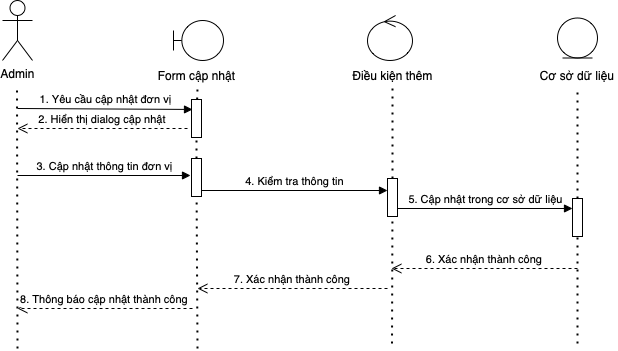 Admin
Form cập nhật
Điều kiện thêm
Cơ sở dữ liệu
1. Yêu cầu cập nhật đơn vị
2. Hiển thị dialog cập nhật
3. Cập nhật thông tin đơn vị
4. Kiểm tra thông tin
5. Cập nhật trong cơ sở dữ liệu
6. Xác nhận thành công
7. Xác nhận thành công
8. Thông báo cập nhật thành công